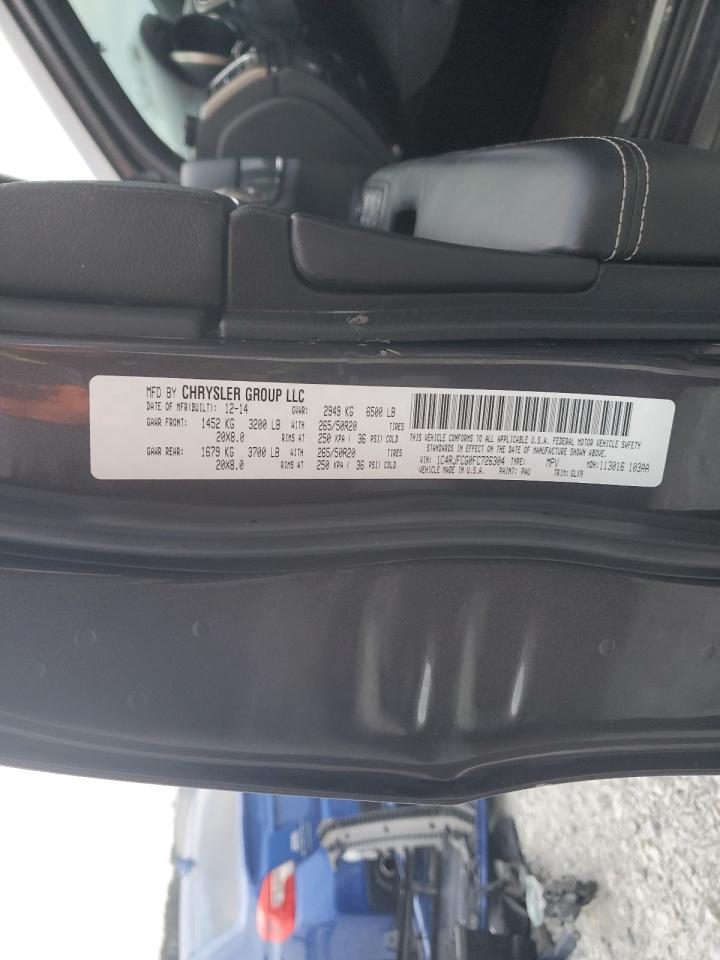 MFD BY CHRYSLER GROUP LLC
DATE OF MFR(BUILT): 12-14 GVWR: 2949 KG 6500 LB
GAWR FRONT: 1452 KG 3200 LB WITH 265/50R20 TIRES
20X8.0 RIMS AT 250 KPA ( 36 PSI) COLD
GAWR REAR: 1679 KG 3700 LB WITH 265/50R20 TIRES
20X8.0 RIMS AT 250 KPA ( 36 PSI) COLD
THIS VEHICLE CONFORMS TO ALL APPLICABLE U.S.A. FEDERAL MOTOR VEHICLE SAFETY
STANDARDS IN EFFECT ON THE DATE OF MANUFACTURE SHOWN ABOVE.
VIN: 1C4RJFCG0FC726304 TYPE: MPV MDH:113016 103AA
VEHICLE MADE IN U.S.A. PAINT: PAU TRIM: GLX9